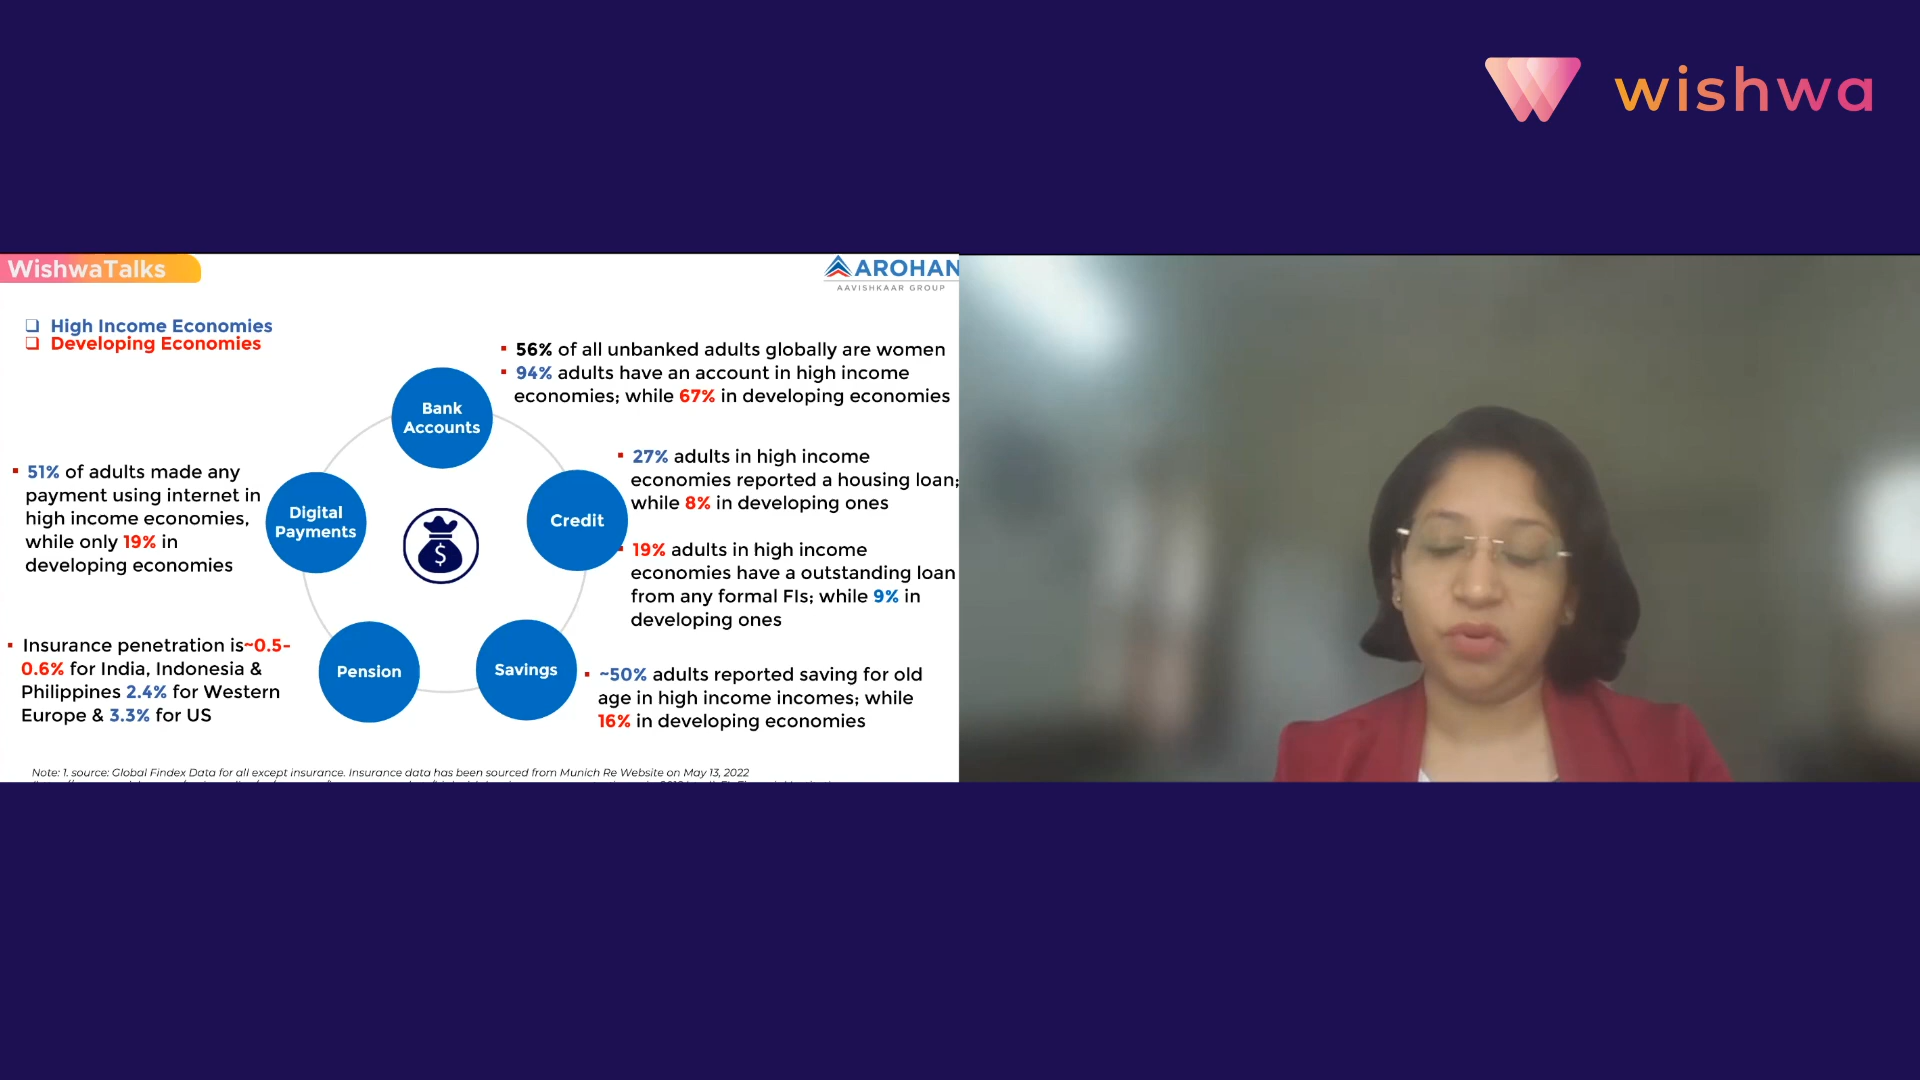 wishwa
WishwaTalks
AROHAN
AAVISHKAAR GROUP
High Income Economies
Developing Economies
56% of all unbanked adults globally are women
94% adults have an account in high income
economies; while 67% in developing economies
Bank
Accounts
27% adults in high income
economies reported a housing loan;
while 8% in developing ones
Credit
19% adults in high income
economies have a outstanding loan
from any formal FIs; while 9% in
developing ones
51% of adults made any
payment using internet in
high income economies,
while only 19% in
developing economies
Digital
Payments
$
Insurance penetration is~0.5-
0.6% for India, Indonesia &
Philippines 2.4% for Western
Europe & 3.3% for US
Pension
Savings
~50% adults reported saving for old
age in high income incomes; while
16% in developing economies
Note: 1. source: Global Findex Data for all except insurance. Insurance data has been sourced from Munich Re Website on May 13, 2022